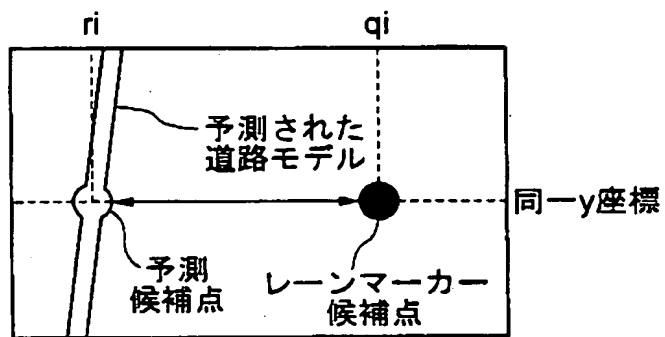 ri
qi
予測された
道路モデル
同一y座標
予測
候補点
レーンマーカー
候補点